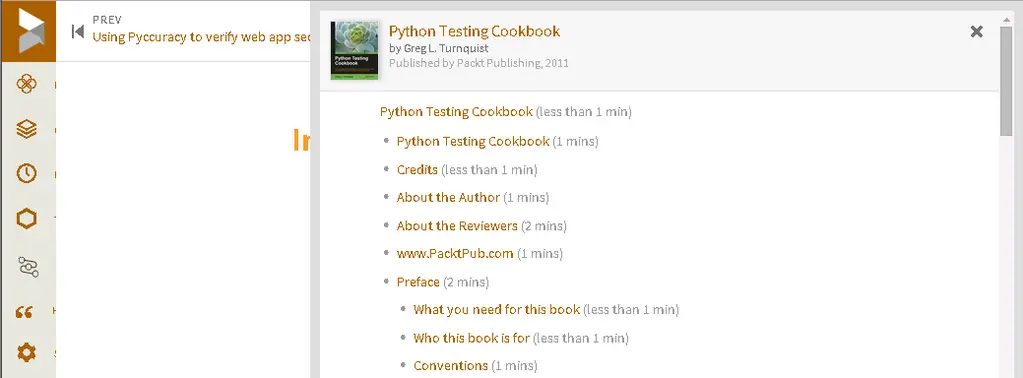 PREV
Using Pyccuracy to verify web app sec
In
Python Testing Cookbook
by Greg L. Turnquist
Published by Packt Publishing, 2011
Python Testing Cookbook
Python Testing Cookbook (less than 1 min)
• Python Testing Cookbook (1 mins)
• Credits (less than 1 min)
• About the Author (1 mins)
• About the Reviewers (2 mins)
• www.PacktPub.com (1 mins)
• Preface (2 mins)
• What you need for this book (less than 1 min)
• Who this book is for (less than 1 min)
• Conventions (1 mins)